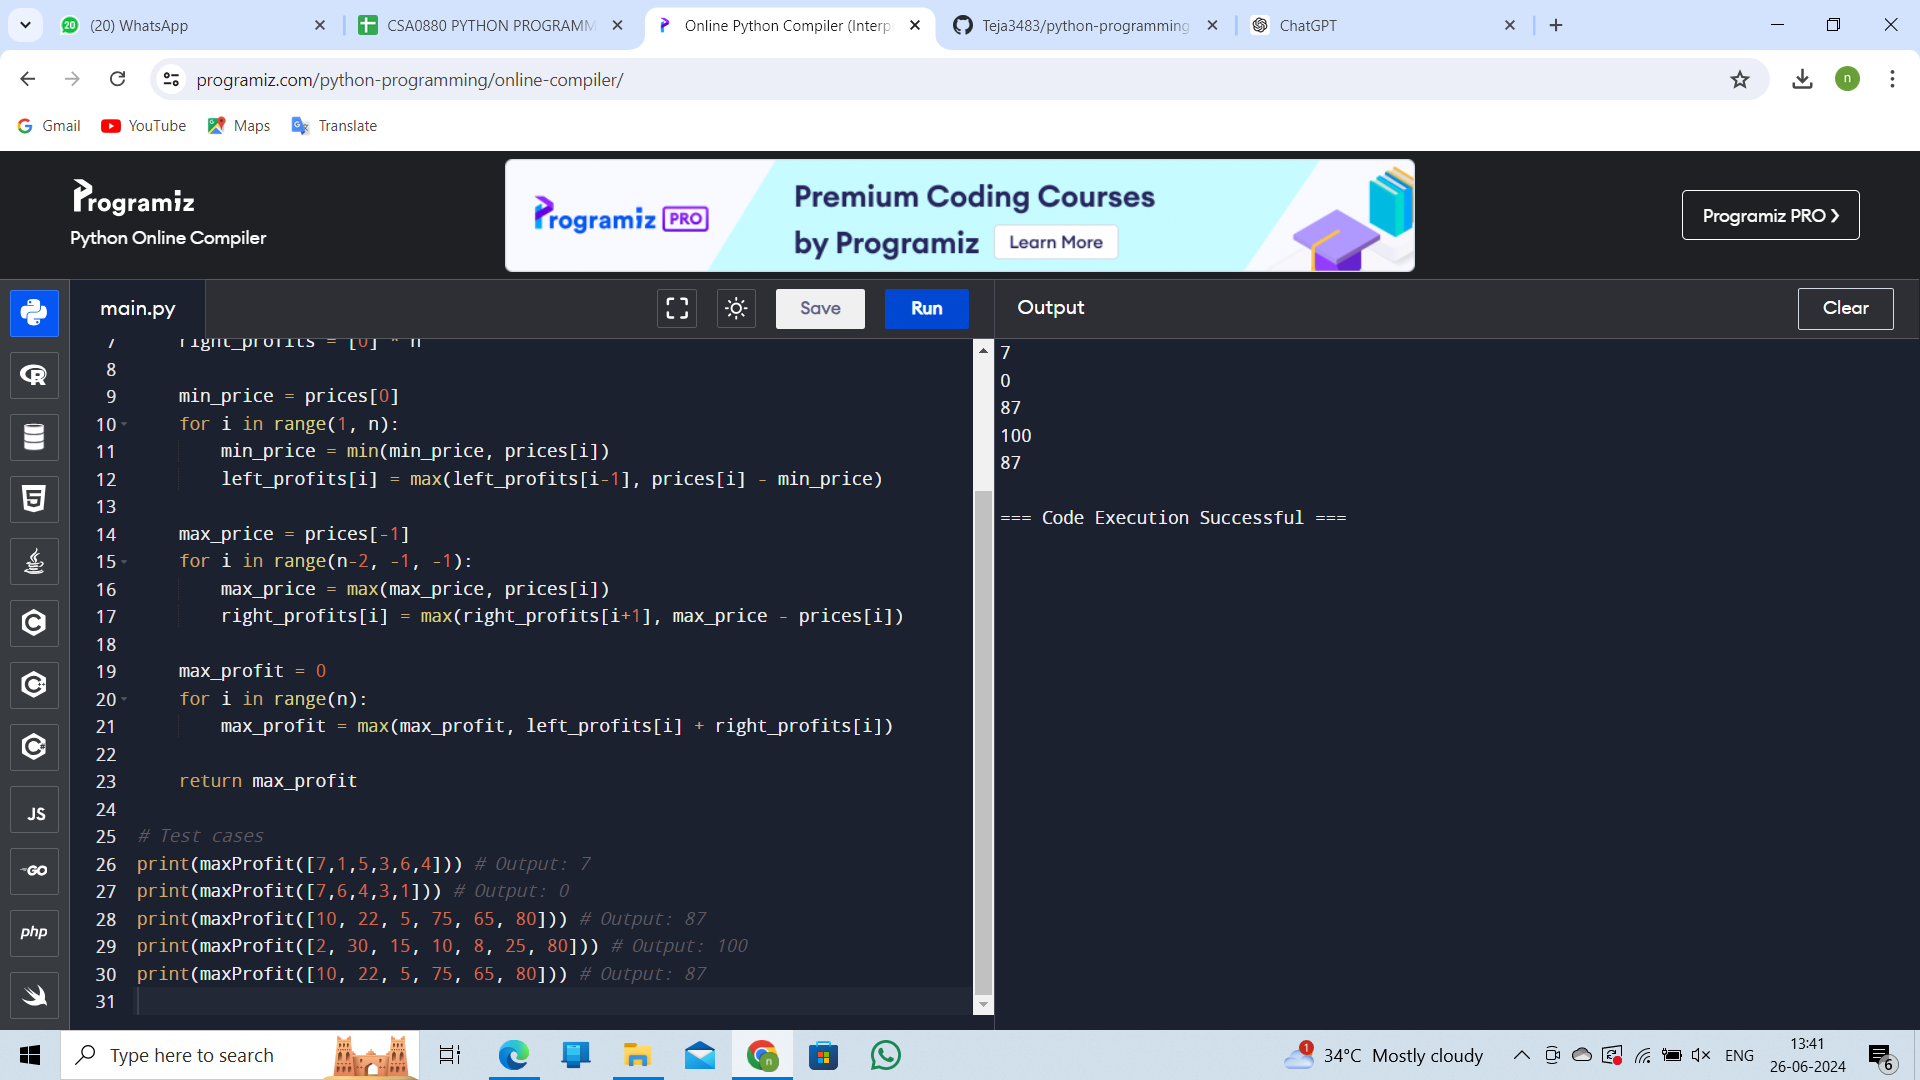 (20) WhatsApp
CSA0880 PYTHON PROGRAMM
Online Python Compiler (Interp
Teja3483/python-programming
ChatGPT
programiz.com/python-programming/online-compiler/
n
Gmail
YouTube
Maps
Translate
Programiz
Python Online Compiler
Programiz PRO
Premium Coding Courses
by Programiz
Learn More
Programiz PRO ❯
main.py
Save
Run
Output
Clear
7 right_profits = [0] * n
8
9 min_price = prices[0]
10 for i in range(1, n):
11 min_price = min(min_price, prices[i])
12 left_profits[i] = max(left_profits[i-1], prices[i] - min_price)
13
14 max_price = prices[-1]
15 for i in range(n-2, -1, -1):
16 max_price = max(max_price, prices[i])
17 right_profits[i] = max(right_profits[i+1], max_price - prices[i])
18
19 max_profit = 0
20 for i in range(n):
21 max_profit = max(max_profit, left_profits[i] + right_profits[i])
22
23 return max_profit
24
25 # Test cases
26 print(maxProfit([7,1,5,3,6,4])) # Output: 7
27 print(maxProfit([7,6,4,3,1])) # Output: 0
28 print(maxProfit([10, 22, 5, 75, 65, 80])) # Output: 87
29 print(maxProfit([2, 30, 15, 10, 8, 25, 80])) # Output: 100
30 print(maxProfit([10, 22, 5, 75, 65, 80])) # Output: 87
31
7
0
87
100
87
=== Code Execution Successful ===
JS
GO
php
Type here to search
n
1
34°C Mostly cloudy
ENG
13:41
26-06-2024
6